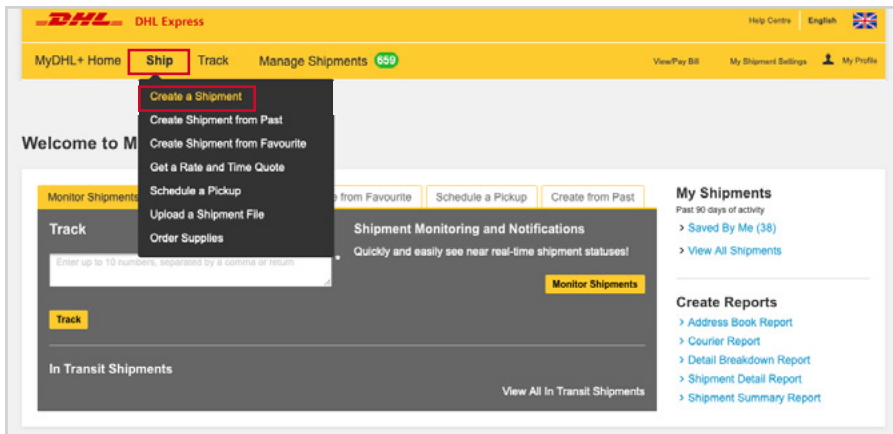 DHL DHL Express Help Centre English
MyDHL+ Home Ship Track Manage Shipments 659 View/Pay Bill My Shipment Settings My Profile
Create a Shipment
Create Shipment from Past
Create Shipment from Favourite
Get a Rate and Time Quote
Schedule a Pickup
Upload a Shipment File
Order Supplies
Welcome to M
Monitor Shipments from Favourite Schedule a Pickup Create from Past
Track
Enter up to 10 numbers, separated by a comma or return
*
Track
Shipment Monitoring and Notifications
Quickly and easily see near real-time shipment statuses!
Monitor Shipments
In Transit Shipments
View All In Transit Shipments
My Shipments
Past 90 days of activity
> Saved By Me (38)
> View All Shipments
Create Reports
> Address Book Report
> Courier Report
> Detail Breakdown Report
> Shipment Detail Report
> Shipment Summary Report